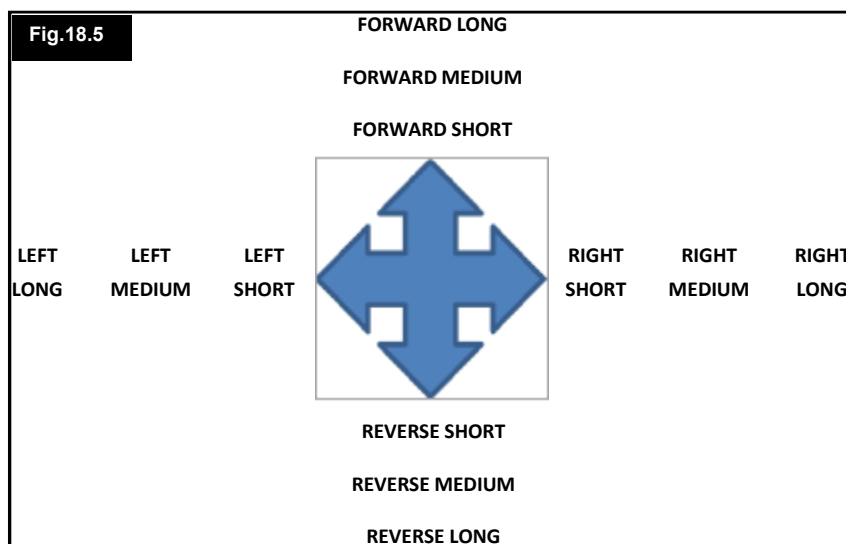 Fig.18.5
FORWARD LONG
FORWARD MEDIUM
FORWARD SHORT
LEFT LEFT LEFT RIGHT RIGHT RIGHT
LONG MEDIUM SHORT SHORT MEDIUM LONG
REVERSE SHORT
REVERSE MEDIUM
REVERSE LONG